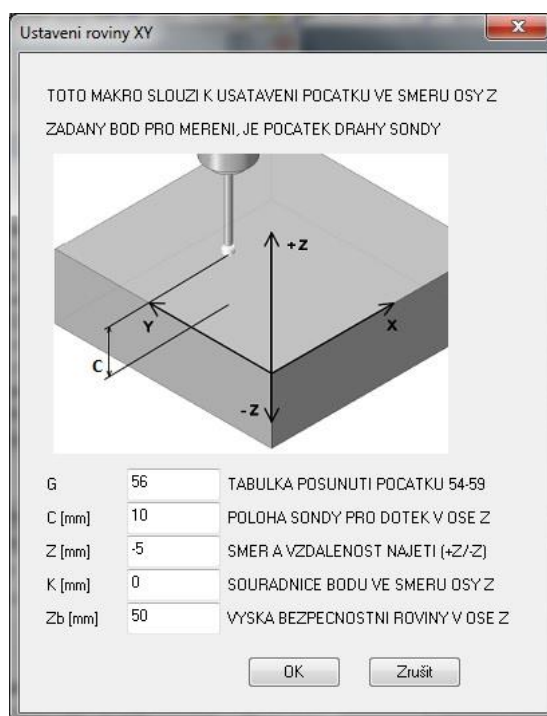 Ustaveni roviny XY
TOTO MAKRO SLOUZI K USATAVENI POCATKU VE SMERU OSY Z
ZADANY BOD PRO MERENI, JE POCATEK DRAHY SONDY
+Z
Y
X
C
-Z
G 56 TABULKA POSUNUTI POCATKU 54-59
C [mm] 10 POLOHA SONDY PRO DOTEK V OSE Z
Z [mm] -5 SMER A VZDALENOST NAJETI (+Z/-Z)
K [mm] 0 SOURADNICE BODU VE SMERU OSY Z
Zb [mm] 50 VYSKA BEZPECNOSTNI ROVINY V OSE Z
OK Zrušit